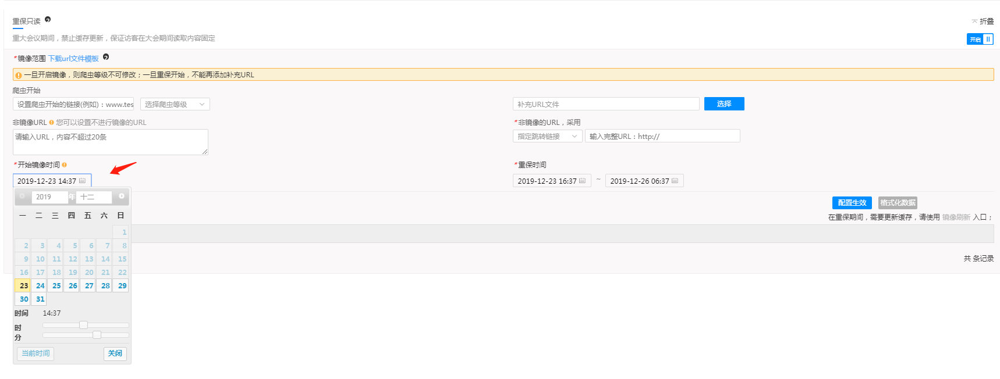 重保只读
折叠
重大会议期间，禁止缓存更新，保证访客在大会期间读取内容固定
开启
*镜像范围 下载url文件模板
一旦开启镜像，则爬虫等级不可修改；一旦重保开始，不能再添加补充URL
爬虫开始
设置爬虫开始的链接(例如)：www.tes
选择爬虫等级
补充URL文件
选择
非镜像URL 您可以设置不进行镜像的URL
*非镜像的URL，采用
请输入URL，内容不超过20条
指定跳转链接
输入完整URL：http://
*开始镜像时间
*重保时间
2019-12-23 14:37
2019-12-23 16:37 ~ 2019-12-26 06:37
2019 年 十二
配置生效 格式化数据
在重保期间，需要更新缓存，请使用 镜像刷新 入口；
一 二 三 四 五 六 日
1
2 3 4 5 6 7 8
9 10 11 12 13 14 15
16 17 18 19 20 21 22
23 24 25 26 27 28 29
30 31
共 条记录
时间 14:37
时
分
当前时间 关闭